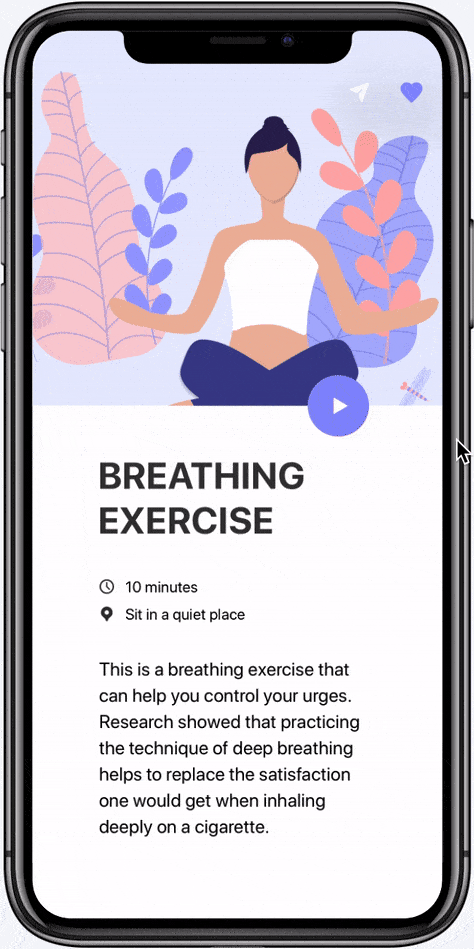 BREATHING
EXERCISE
10 minutes
Sit in a quiet place
This is a breathing exercise that
can help you control your urges.
Research showed that practicing
the technique of deep breathing
helps to replace the satisfaction
one would get when inhaling
deeply on a cigarette.